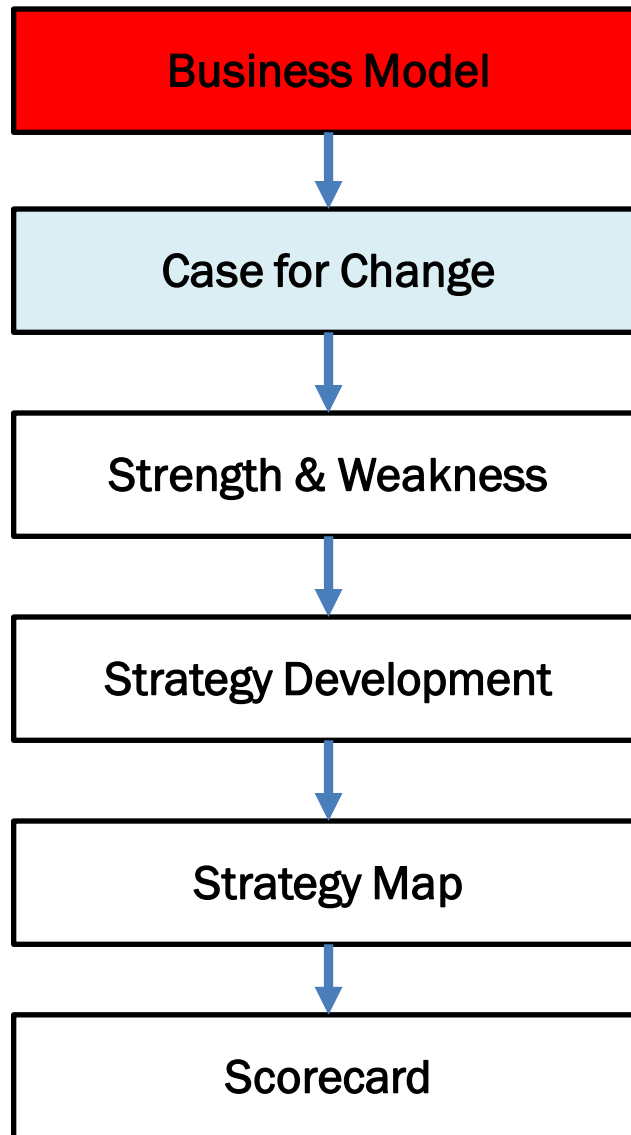 Business Model
Case for Change
Strength & Weakness
Strategy Development
Strategy Map
Scorecard